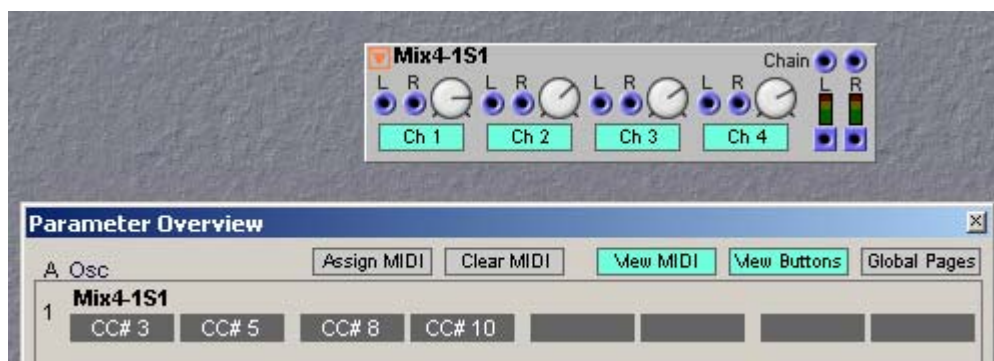 Mix4-1S1
Chain
L R L R L R L R L R
Ch 1 Ch 2 Ch 3 Ch 4
Parameter Overview
A Osc Assign MIDI Clear MIDI View MIDI View Buttons Global Pages
Mix4-1S1
1
CC# 3 CC# 5 CC# 8 CC# 10